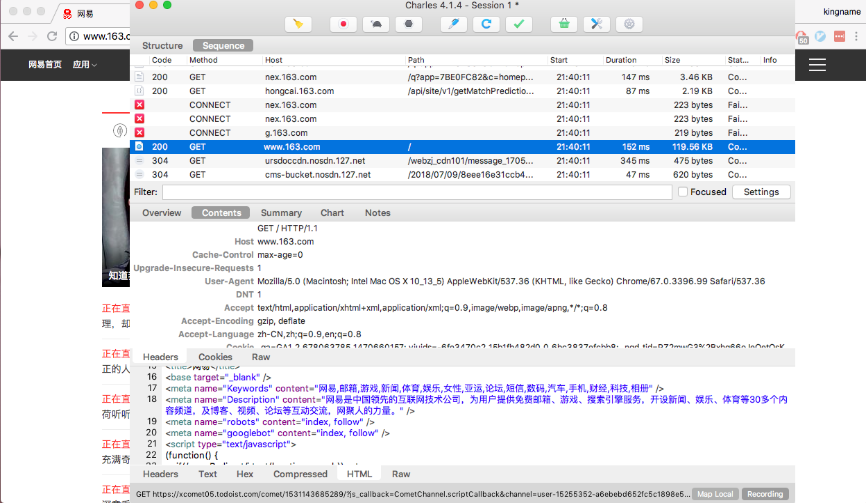 Charles 4.1.4 - Session 1 *
网易
kingname
www.163.c
50
网易首页 应用
Structure Sequence
Code Method Host Path Start Duration Size Stat... Info
200 GET nex.163.com /q?app=7BE0FC82&c=homep... 21:40:11 147 ms 3.46 KB Co...
200 GET hongcai.163.com /api/site/v1/getMatchPredictio... 21:40:11 87 ms 2.19 KB Co...
CONNECT nex.163.com 21:40:11 223 bytes Fai...
CONNECT nex.163.com 21:40:11 223 bytes Fai...
CONNECT g.163.com 21:40:11 219 bytes Fai...
200 GET www.163.com / 21:40:11 152 ms 119.56 KB Co...
304 GET ursdoccdn.nosdn.127.net /webzj_cdn101/message_1705... 21:40:11 345 ms 475 bytes Co...
304 GET cms-bucket.nosdn.127.net /2018/07/09/8eee16e31ccb4... 21:40:11 47 ms 620 bytes Co...
Filter: Focused Settings
Overview Contents Summary Chart Notes
GET / HTTP/1.1
Host www.163.com
Cache-Control max-age=0
Upgrade-Insecure-Requests 1
User-Agent Mozilla/5.0 (Macintosh; Intel Mac OS X 10_13_5) AppleWebKit/537.36 (KHTML, like Gecko) Chrome/67.0.3396.99 Safari/537.36
DNT 1
Accept text/html,application/xhtml+xml,application/xml;q=0.9,image/webp,image/apng,*/*;q=0.8
Accept-Encoding gzip, deflate
Accept-Language zh-CN,zh;q=0.9,en;q=0.8
Headers Cookies Raw
<title>网易</title>
16 <base target="_blank" />
17 <meta name="Keywords" content="网易,邮箱,游戏,新闻,体育,娱乐,女性,亚运,论坛,短信,数码,汽车,手机,财经,科技,相册" />
18 <meta name="Description" content="网易是中国领先的互联网技术公司，为用户提供免费邮箱、游戏、搜索引擎服务，开设新闻、娱乐、体育等30多个内
容频道，及博客、视频、论坛等互动交流，网聚人的力量。" />
19 <meta name="robots" content="index, follow" />
20 <meta name="googlebot" content="index, follow" />
21 <script type="text/javascript">
22 (function() {
Headers Text Hex Compressed HTML Raw
GET https://xcomet05.todoist.com/comet/1531143685289/?js_callback=CometChannel.scriptCallback&channel=user-15255352-a6ebebd652fc5c1898e5...
Map Local Recording
知道
正在直
理，却
正在直
正的人
正在直
荷听听
正在直
充满奇
正在直